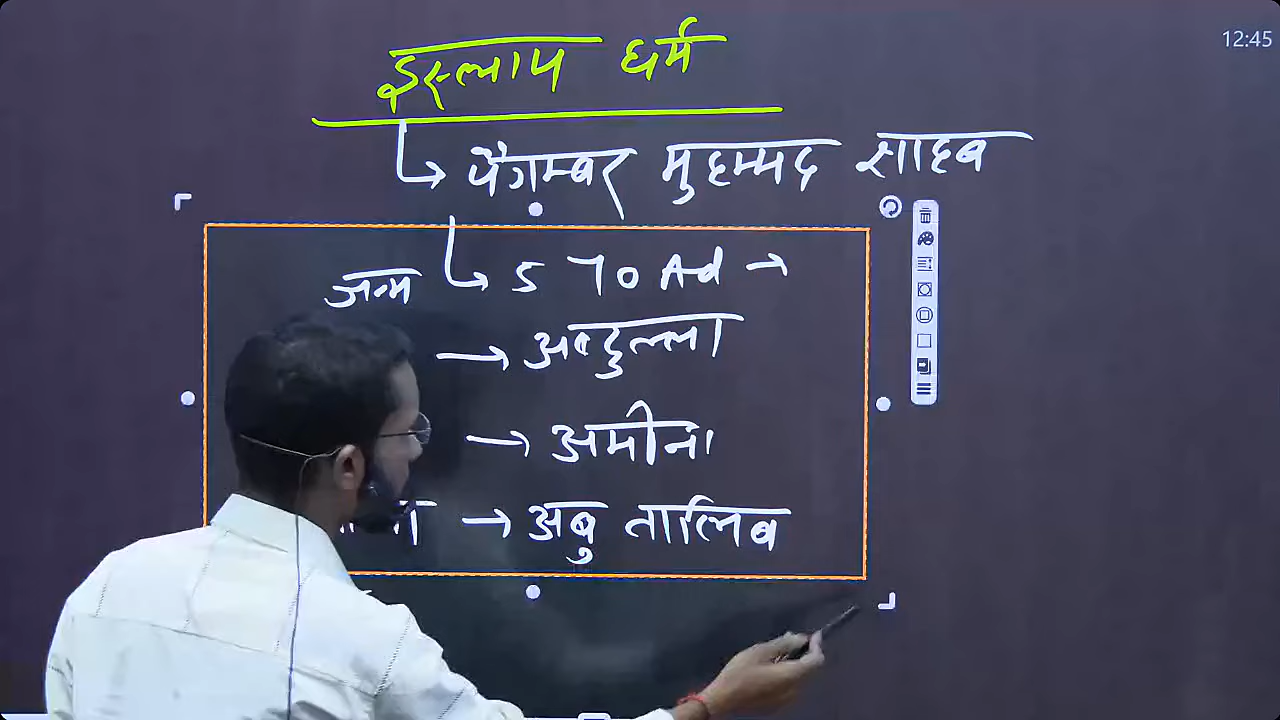 12:45
इस्लाम धर्म
पैगम्बर मुहम्मद साहब
जन्म 570 Ad →
→ अब्दुल्ला
→ अमीना
→ अबु तालिब